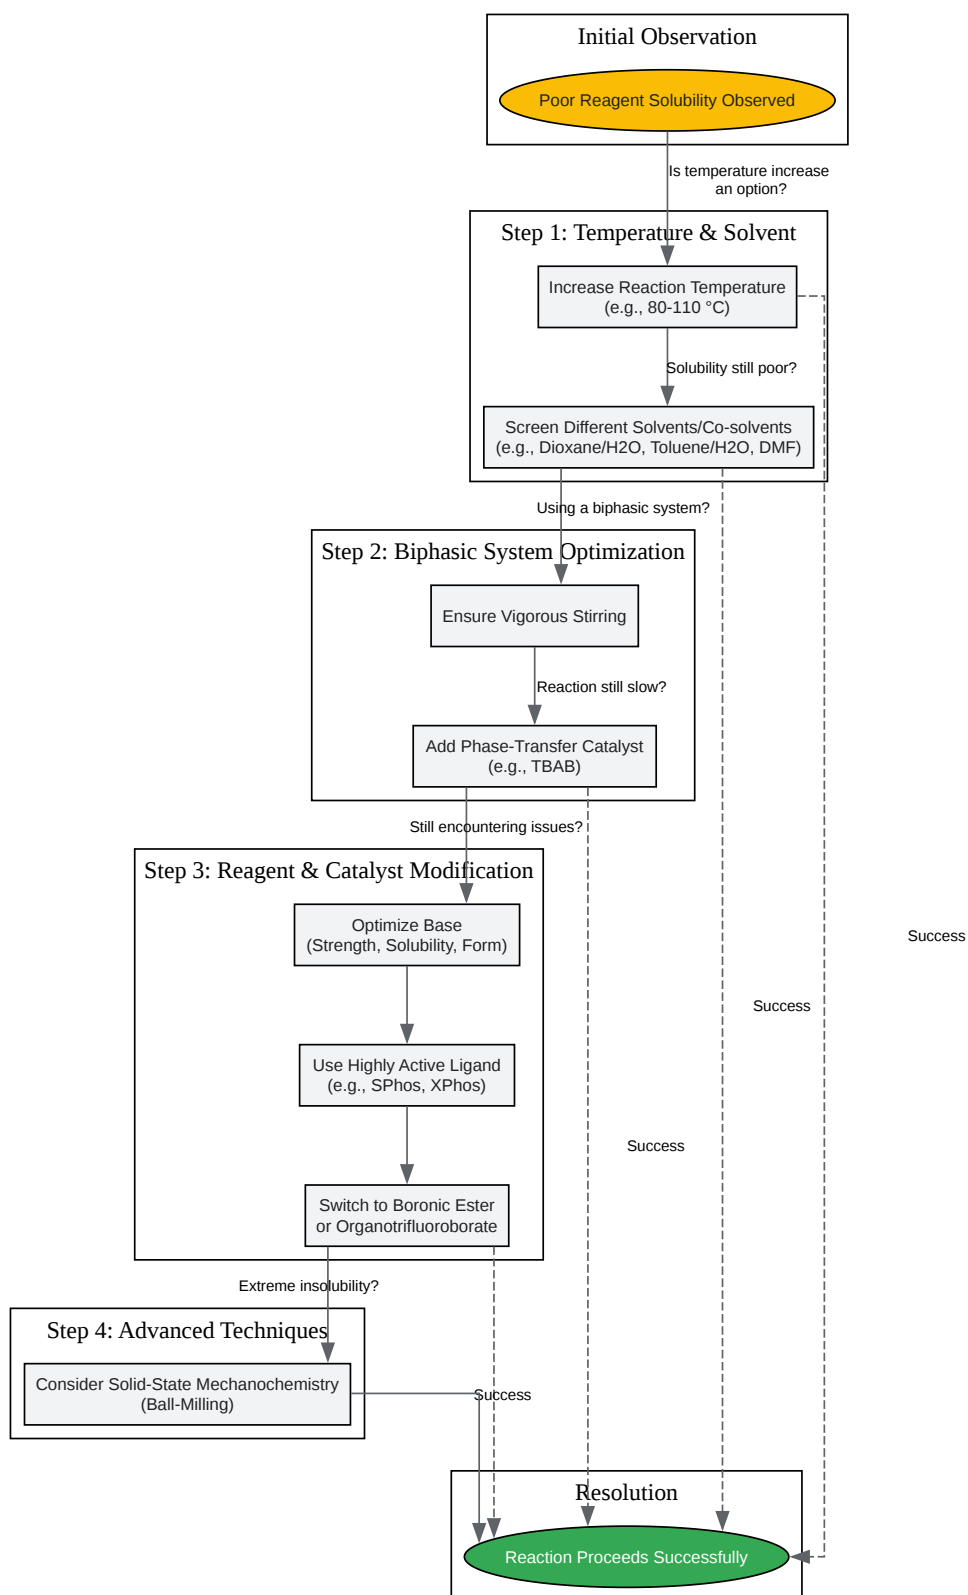 Initial Observation
Poor Reagent Solubility Observed
Is temperature increase
an option?
Step 1: Temperature & Solvent
Increase Reaction Temperature
(e.g., 80-110 °C)
Solubility still poor?
Screen Different Solvents/Co-solvents
(e.g., Dioxane/H2O, Toluene/H2O, DMF)
Using a biphasic system?
Step 2: Biphasic System Optimization
Ensure Vigorous Stirring
Reaction still slow?
Add Phase-Transfer Catalyst
(e.g., TBAB)
Still encountering issues?
Step 3: Reagent & Catalyst Modification
Optimize Base
(Strength, Solubility, Form)
Success
Success
Use Highly Active Ligand
(e.g., SPhos, XPhos)
Success
Switch to Boronic Ester
or Organotrifluoroborate
Extreme insolubility?
Step 4: Advanced Techniques
Consider Solid-State Mechanochemistry
(Ball-Milling)
Success
Resolution
Reaction Proceeds Successfully